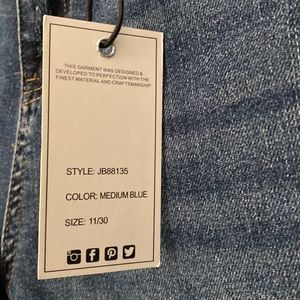 THIS GARMENT WAS DESIGNED &
DEVELOPED TO PERFECTION WITH THE
FINEST MATERIAL AND CRAFTSMANSHIP
STYLE: JB88135
COLOR: MEDIUM BLUE
SIZE: 11/30